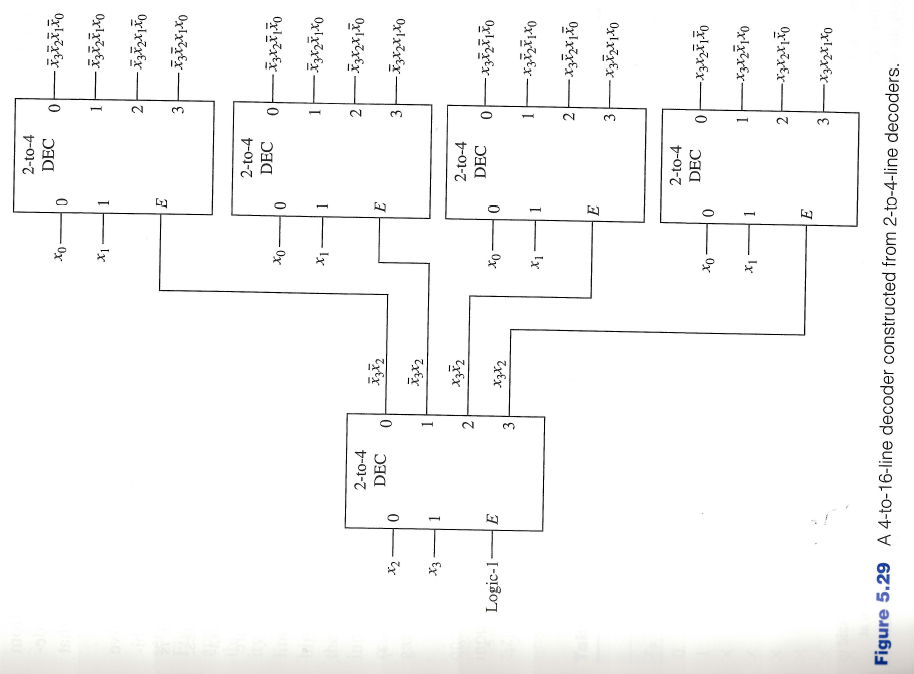 2-to-4
DEC
x₂ 0 0 x̄₃x̄₂
x₃ 1 1 x̄₃x₂
2 x₃x̄₂
Logic-1 E 3 x₃x₂
2-to-4
DEC
x₀ 0 0 x̄₃x̄₂x̄₁x̄₀
x₁ 1 1 x̄₃x̄₂x̄₁x₀
2 x̄₃x̄₂x₁x̄₀
E 3 x̄₃x̄₂x₁x₀
2-to-4
DEC
x₀ 0 0 x̄₃x₂x̄₁x̄₀
x₁ 1 1 x̄₃x₂x̄₁x₀
2 x̄₃x₂x₁x̄₀
E 3 x̄₃x₂x₁x₀
2-to-4
DEC
x₀ 0 0 x₃x̄₂x̄₁x̄₀
x₁ 1 1 x₃x̄₂x̄₁x₀
2 x₃x̄₂x₁x̄₀
E 3 x₃x̄₂x₁x₀
2-to-4
DEC
x₀ 0 0 x₃x₂x̄₁x̄₀
x₁ 1 1 x₃x₂x̄₁x₀
2 x₃x₂x₁x̄₀
E 3 x₃x₂x₁x₀
Figure 5.29 A 4-to-16-line decoder constructed from 2-to-4-line decoders.